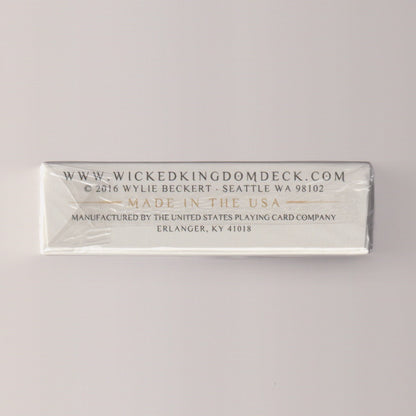 WWW.WICKEDKINGDOMDECK.COM
© 2016 WYLIE BECKERT - SEATTLE WA 98102
MADE IN THE USA
MANUFACTURED BY THE UNITED STATES PLAYING CARD COMPANY
ERLANGER, KY 41018